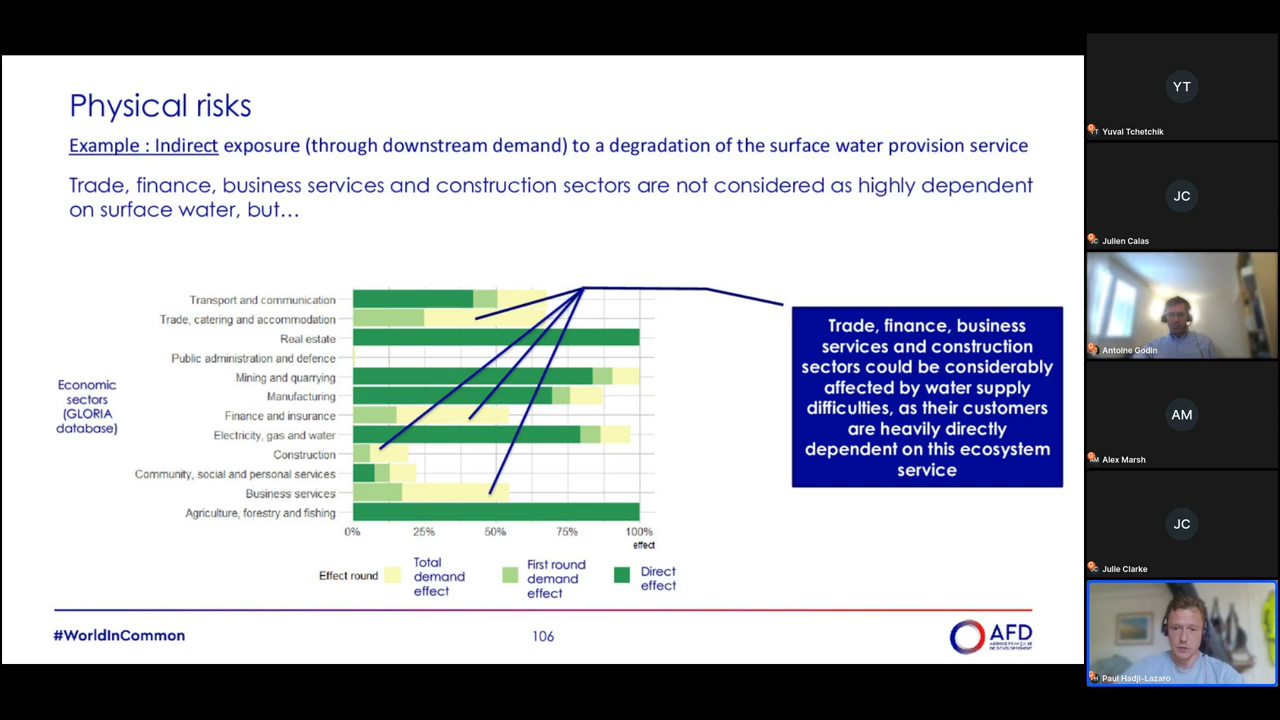 Physical risks
Example : Indirect exposure (through downstream demand) to a degradation of the surface water provision service
Trade, finance, business services and construction sectors are not considered as highly dependent
on surface water, but…
Transport and communication
Trade, catering and accommodation
Real estate
Public administration and defence
Mining and quarrying
Manufacturing
Finance and insurance
Electricity, gas and water
Construction
Community, social and personal services
Business services
Agriculture, forestry and fishing
Economic
sectors
(GLORIA
database)
0%
25%
50%
75%
100%
effect
Effect round
Total
demand
effect
First round
demand
effect
Direct
effect
Trade, finance, business
services and construction
sectors could be considerably
affected by water supply
difficulties, as their customers
are heavily directly
dependent on this ecosystem
service
#WorldInCommon
106
AFD
AGENCE FRANÇAISE
DE DÉVELOPPEMENT
YT
Yuval Tchetchik
JC
Julien Calas
Antoine Godin
AM
Alex Marsh
JC
Julie Clarke
Paul Hadji-Lazaro